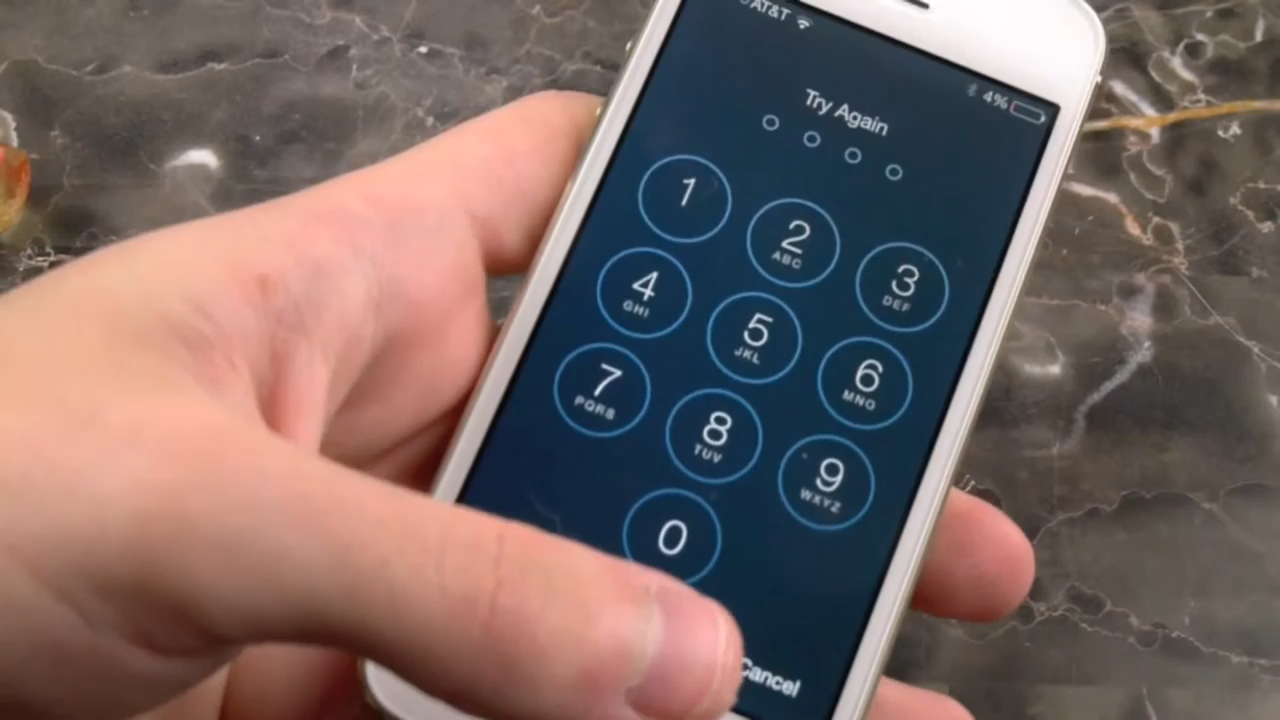 AT&T
4%
Try Again
1
2
ABC
3
DEF
4
GHI
5
JKL
6
MNO
7
PQRS
8
TUV
9
WXYZ
0
Cancel